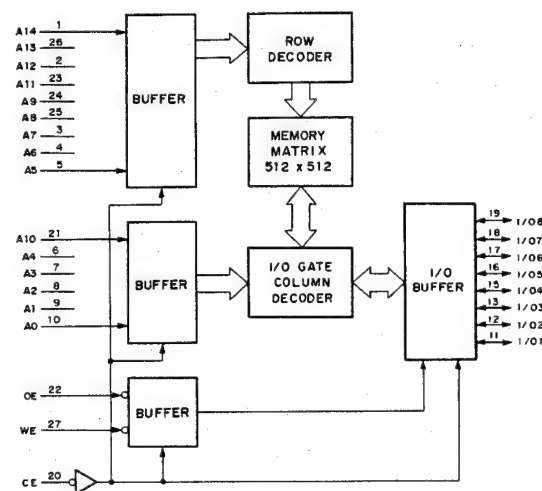 A14 1
A13 26
A12 2
A11 23
A9 24
A8 25
A7 3
A6 4
A5 5
BUFFER
ROW
DECODER
MEMORY
MATRIX
512 x 512
A10 21
A4 6
A3 7
A2 8
A1 9
A0 10
BUFFER
I/O GATE
COLUMN
DECODER
I/O
BUFFER
19 I/O8
18 I/O7
17 I/O6
16 I/O5
15 I/O4
13 I/O3
12 I/O2
11 I/O1
OE 22
WE 27
BUFFER
CE 20